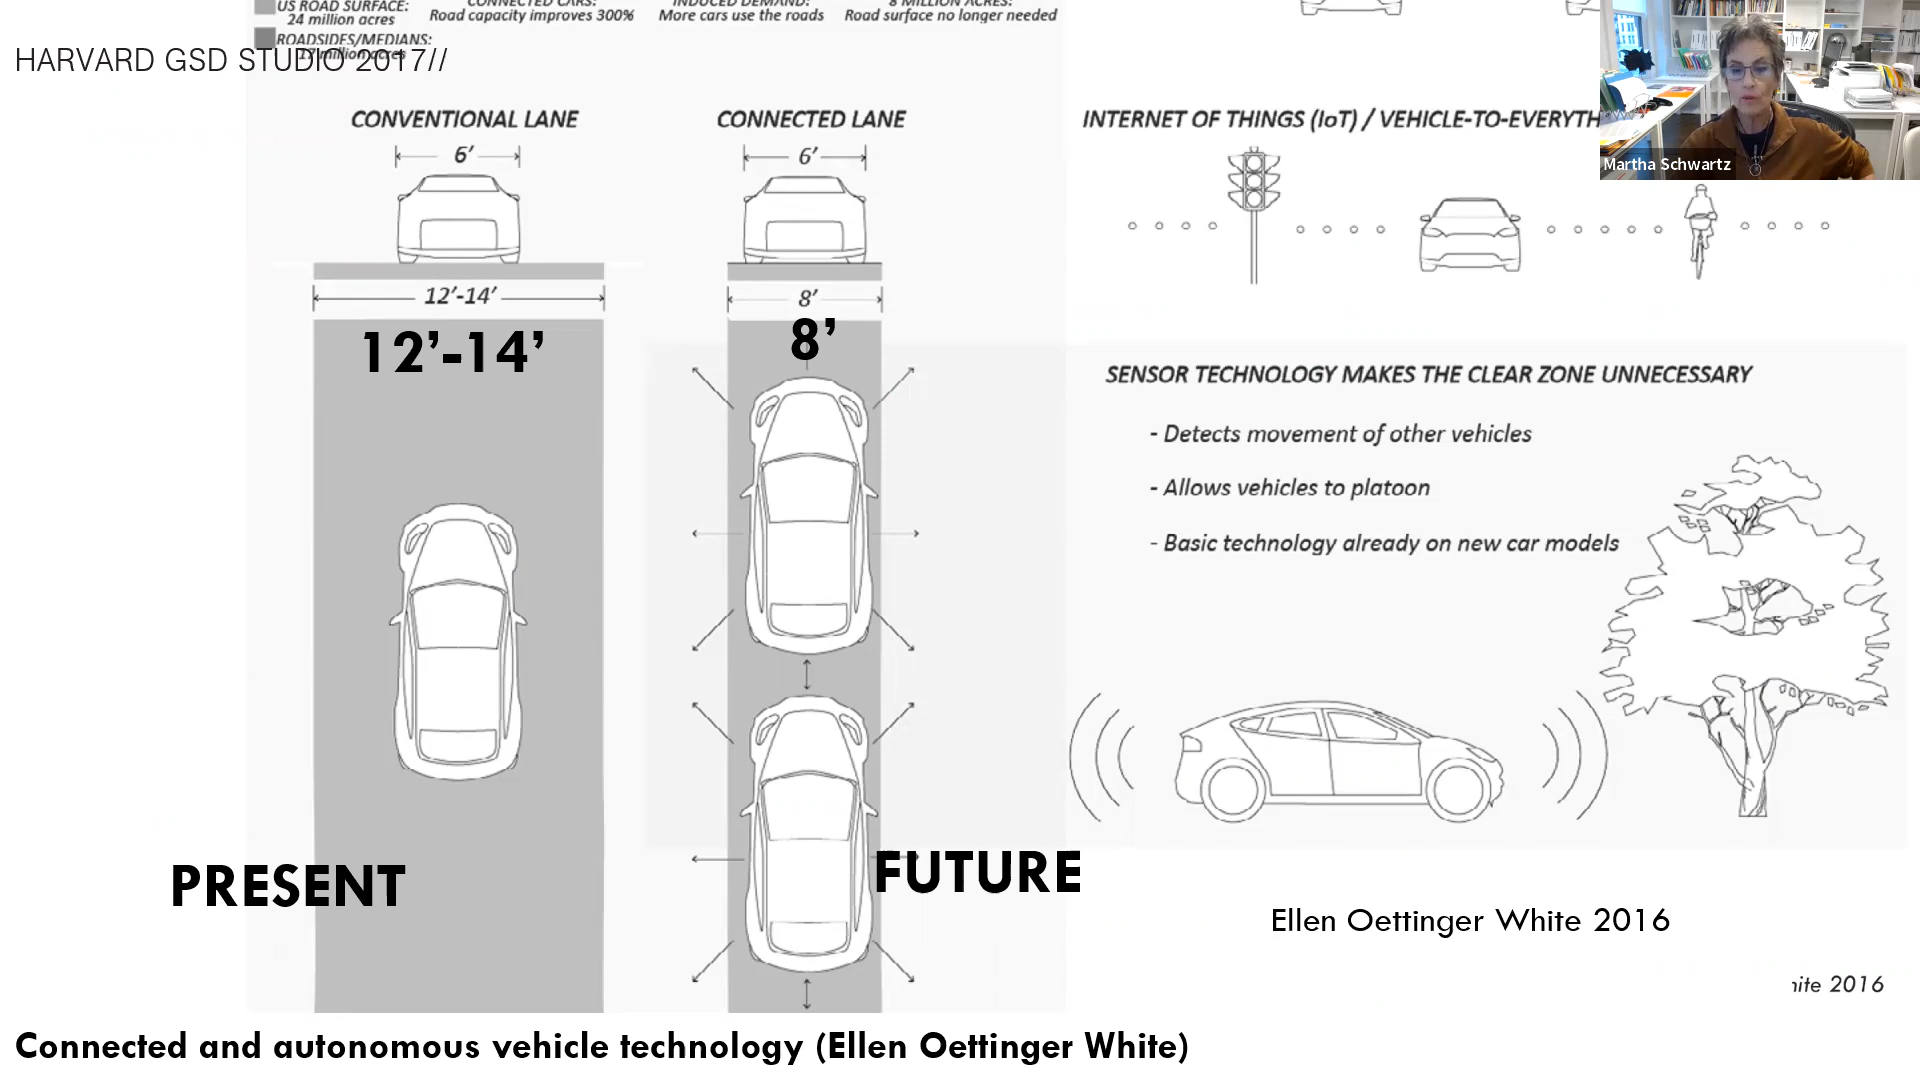 US ROAD SURFACE:
24 million acres
CONNECTED CARS:
Road capacity improves 300%
INDUCED DEMAND:
More cars use the roads
8 MILLION ACRES:
Road surface no longer needed
ROADSIDES/MEDIANS:
17 million acres
HARVARD GSD STUDIO 2017//
CONVENTIONAL LANE
CONNECTED LANE
INTERNET OF THINGS (IoT) / VEHICLE-TO-EVERYTH
Martha Schwartz
6’
6’
12’-14’
8’
12’-14’
8’
SENSOR TECHNOLOGY MAKES THE CLEAR ZONE UNNECESSARY
- Detects movement of other vehicles
- Allows vehicles to platoon
- Basic technology already on new car models
PRESENT
FUTURE
Ellen Oettinger White 2016
ite 2016
Connected and autonomous vehicle technology (Ellen Oettinger White)